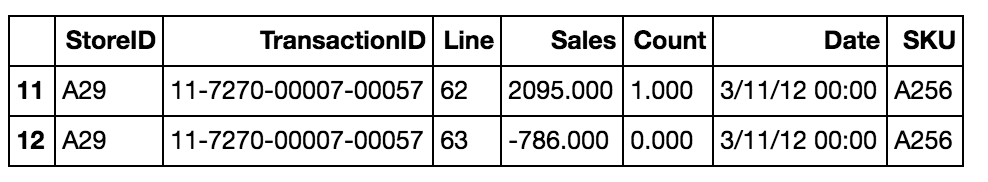 StoreID TransactionID Line Sales Count Date SKU
11 A29 11-7270-00007-00057 62 2095.000 1.000 3/11/12 00:00 A256
12 A29 11-7270-00007-00057 63 -786.000 0.000 3/11/12 00:00 A256